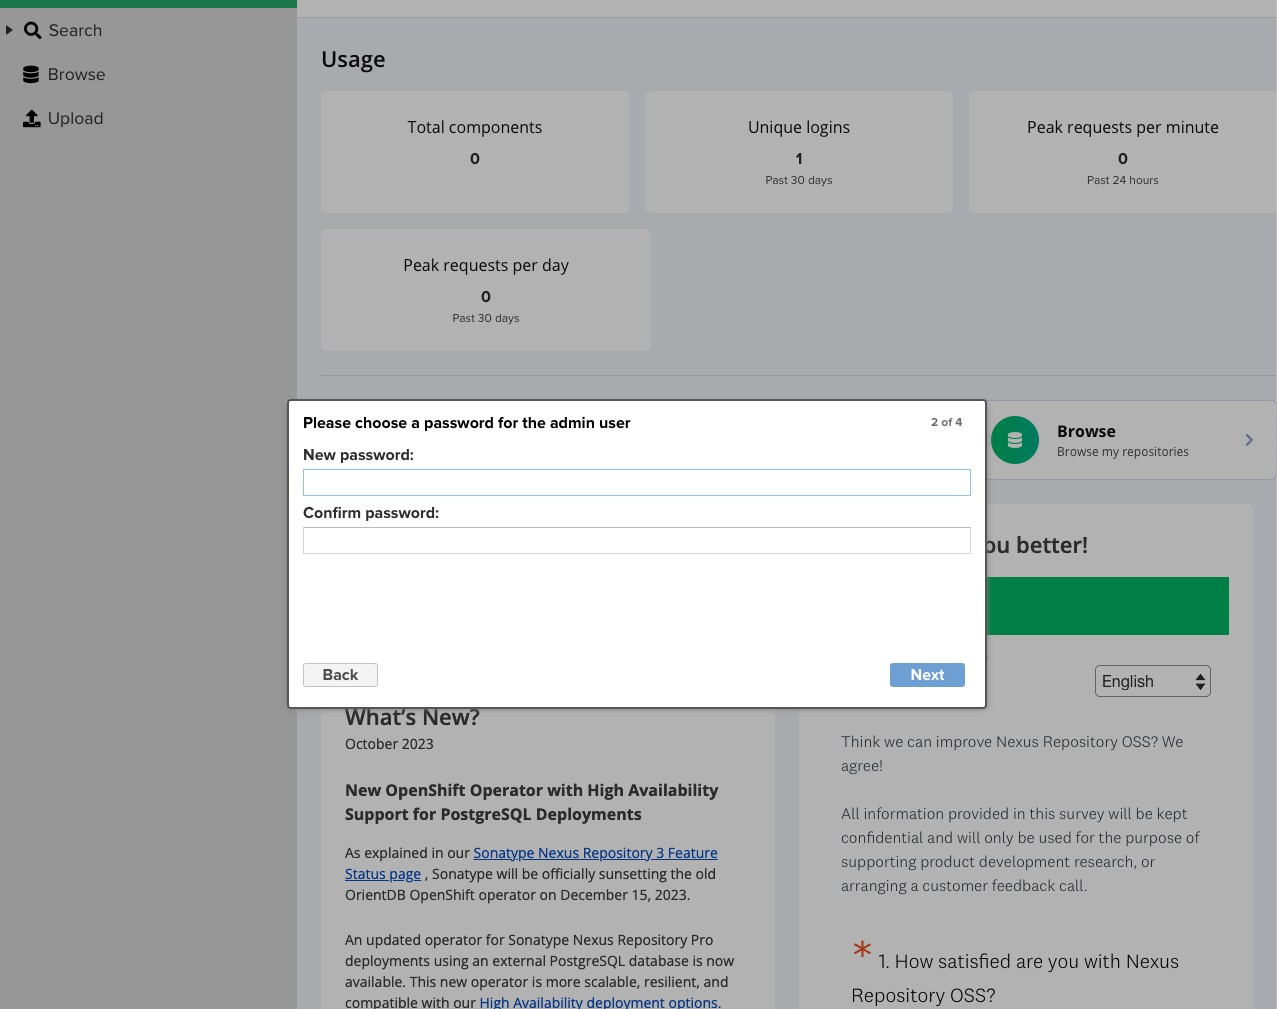 Search
Browse
Upload
Usage
Total components
0
Unique logins
1
Past 30 days
Peak requests per minute
0
Past 24 hours
Peak requests per day
0
Past 30 days
Please choose a password for the admin user
2 of 4
New password:
Confirm password:
Back
Next
Browse
Browse my repositories
ou better!
English
What's New?
October 2023
New OpenShift Operator with High Availability
Support for PostgreSQL Deployments
As explained in our Sonatype Nexus Repository 3 Feature
Status page , Sonatype will be officially sunsetting the old
OrientDB OpenShift operator on December 15, 2023.
An updated operator for Sonatype Nexus Repository Pro
deployments using an external PostgreSQL database is now
available. This new operator is more scalable, resilient, and
compatible with our High Availability deployment options.
Think we can improve Nexus Repository OSS? We
agree!
All information provided in this survey will be kept
confidential and will only be used for the purpose of
supporting product development research, or
arranging a customer feedback call.
* 1. How satisfied are you with Nexus
Repository OSS?